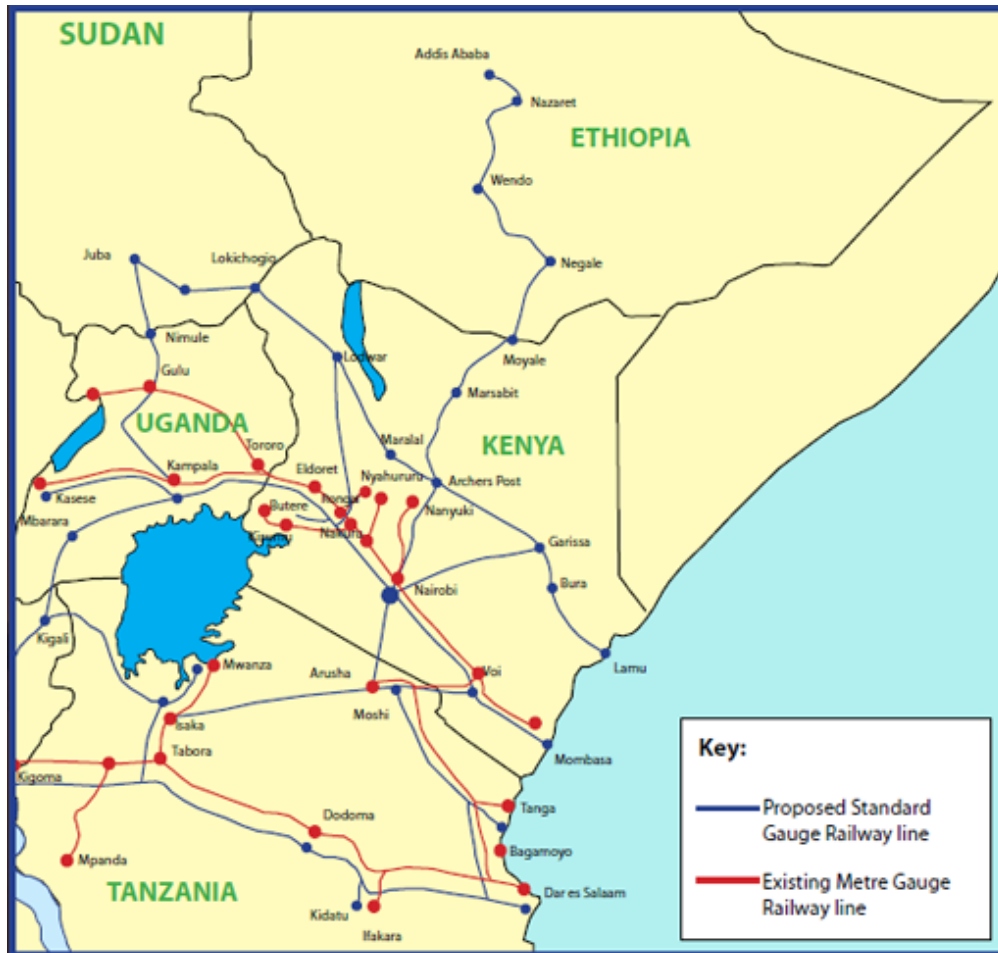 SUDAN
Addis Ababa
Nazaret
ETHIOPIA
Wendo
Juba
Lokichogio
Negale
Nimule
Lodwar
Moyale
Gulu
Marsabit
UGANDA
Maralal
KENYA
Tororo
Kampala
Eldoret
Nyahururu
Archers Post
Kasese
Butere
Rongai
Nanyuki
Mbarara
Kisumu
Nakuru
Garissa
Nairobi
Bura
Kigali
Lamu
Mwanza
Arusha
Voi
Moshi
Isaka
Tabora
Mombasa
Kigoma
Dodoma
Tanga
Mpanda
Bagamoyo
TANZANIA
Kidatu
Dar es Salaam
Ifakara
Key:
Proposed Standard
Gauge Railway line
Existing Metre Gauge
Railway line